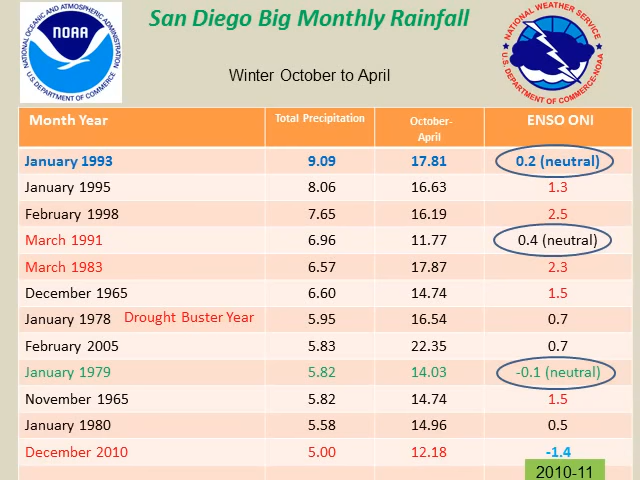 San Diego Big Monthly Rainfall
NATIONAL OCEANIC AND ATMOSPHERIC ADMINISTRATION
NOAA
U.S. DEPARTMENT OF COMMERCE
NATIONAL WEATHER SERVICE
U.S. DEPARTMENT OF COMMERCE-NOAA
Winter October to April
Month Year Total Precipitation October-April ENSO ONI
January 1993 9.09 17.81 0.2 (neutral)
January 1995 8.06 16.63 1.3
February 1998 7.65 16.19 2.5
March 1991 6.96 11.77 0.4 (neutral)
March 1983 6.57 17.87 2.3
December 1965 6.60 14.74 1.5
January 1978 Drought Buster Year 5.95 16.54 0.7
February 2005 5.83 22.35 0.7
January 1979 5.82 14.03 -0.1 (neutral)
November 1965 5.82 14.74 1.5
January 1980 5.58 14.96 0.5
December 2010 5.00 12.18 -1.4
2010-11